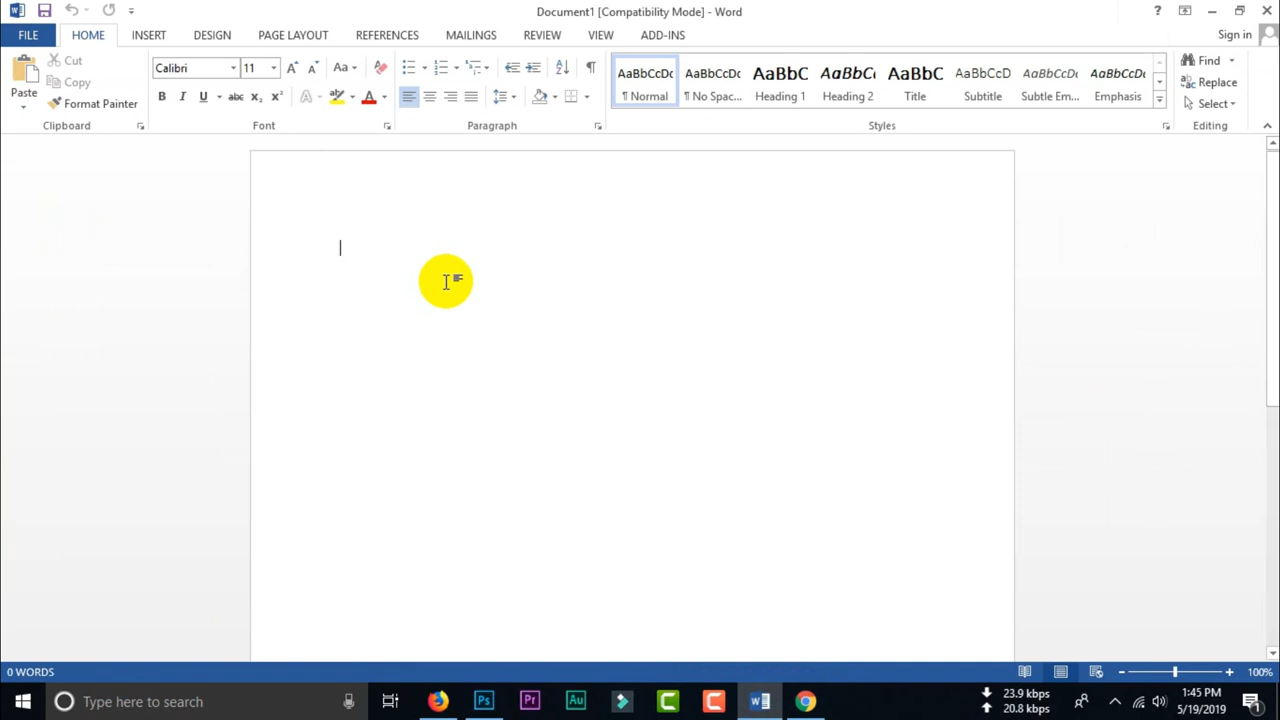 Document1 [Compatibility Mode] - Word
FILE HOME INSERT DESIGN PAGE LAYOUT REFERENCES MAILINGS REVIEW VIEW ADD-INS Sign in
Paste
Cut
Copy
Format Painter
Clipboard
Calibri 11
Font
Paragraph
AaBbCcDc AaBbCcDc AaBbC AaBbCc AaBbC AaBbCcD AaBbCcDc AaBbCcDc
¶ Normal ¶ No Spac... Heading 1 Heading 2 Title Subtitle Subtle Em... Emphasis
Styles
Find
Replace
Select
Editing
0 WORDS
100%
Type here to search
23.9 kbps
20.8 kbps
1:45 PM
5/19/2019